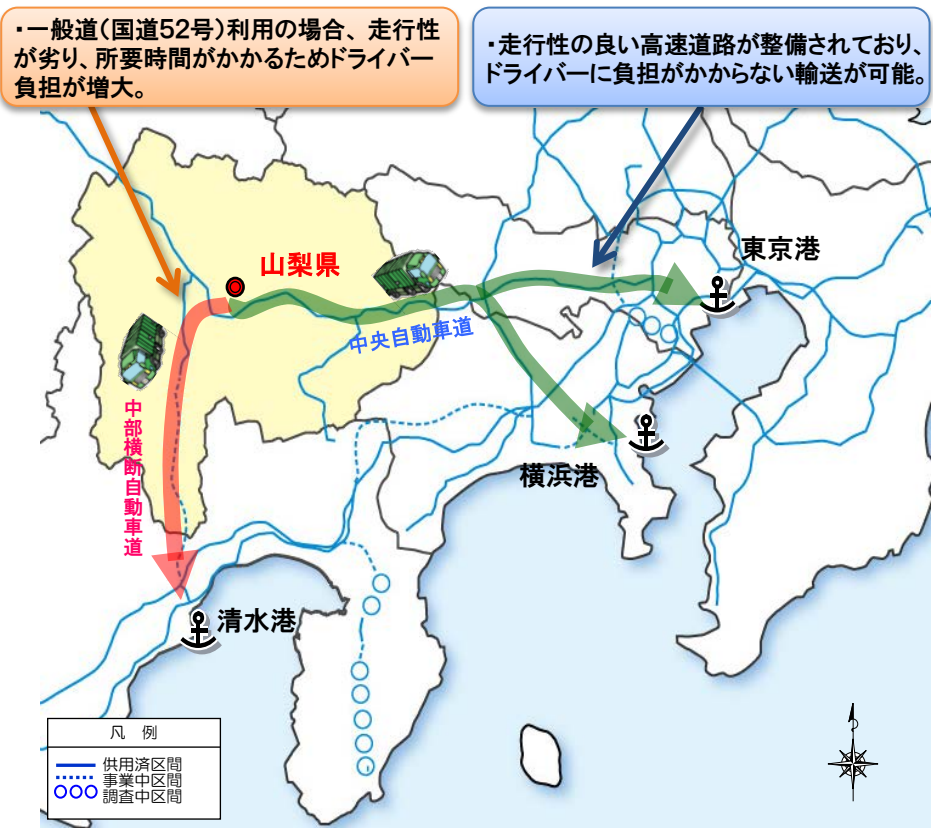 ・一般道(国道52号)利用の場合、走行性
が劣り、所要時間がかかるためドライバー
負担が増大。
・走行性の良い高速道路が整備されており、
ドライバーに負担がかからない輸送が可能。
山梨県
東京港
中央自動車道
中部横断自動車道
横浜港
清水港
凡 例
供用済区間
事業中区間
調査中区間